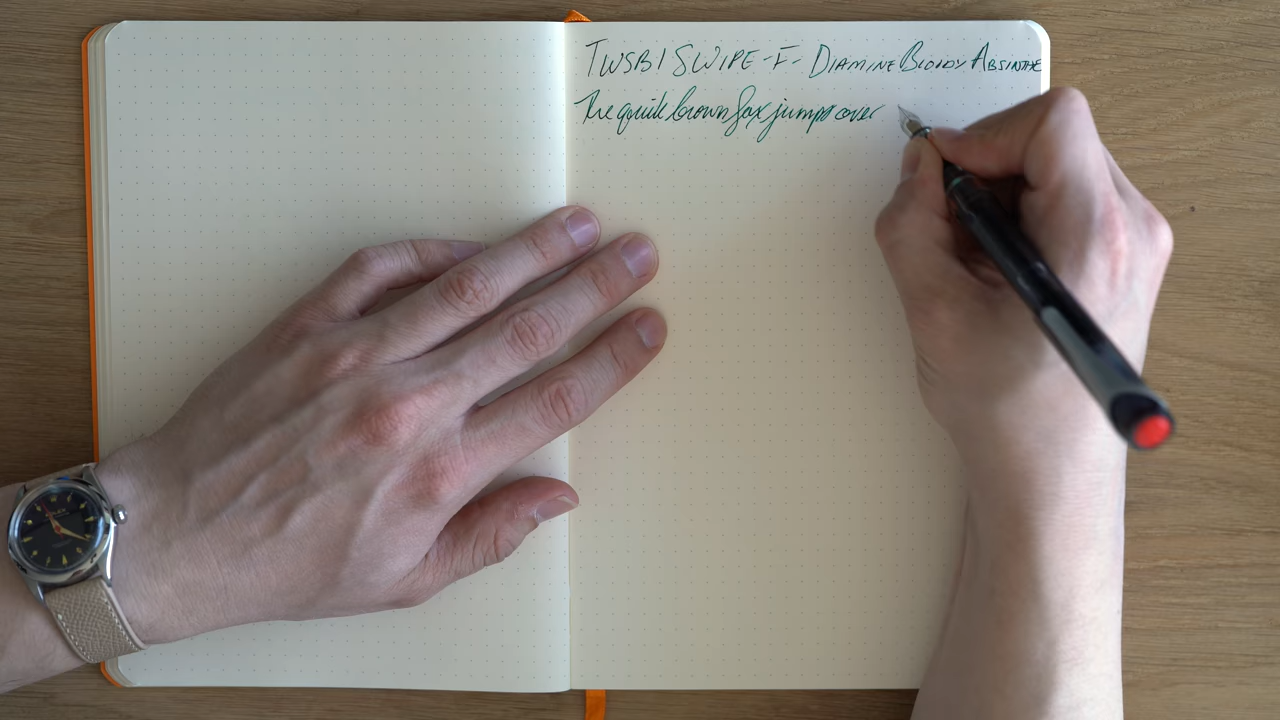 TWSBI SWIPE -F- DIAMINE BLOODY ABSINTHE
The quick brown fox jumps over